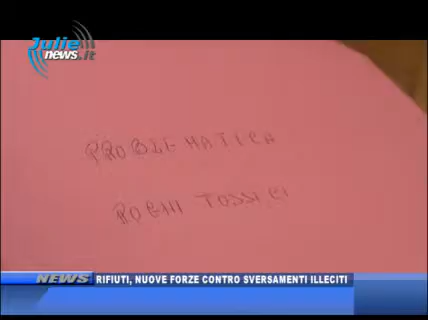 Julie
news.it
PROBLEMATICA
ROGHI TOSSICI
NEWS RIFIUTI, NUOVE FORZE CONTRO SVERSAMENTI ILLECITI